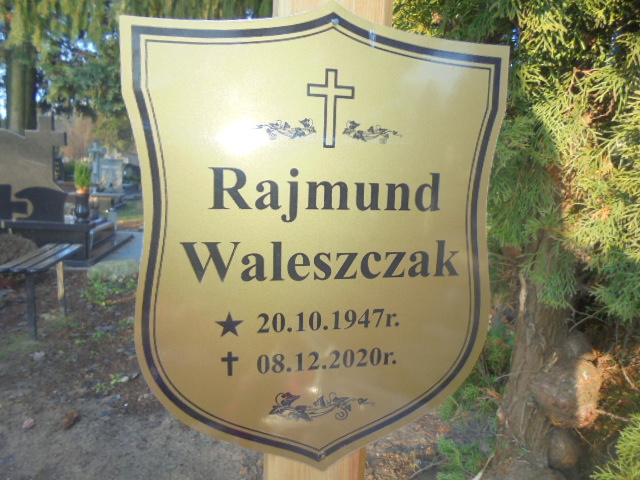 Rajmund
Waleszczak
★ 20.10.1947r.
✝ 08.12.2020r.